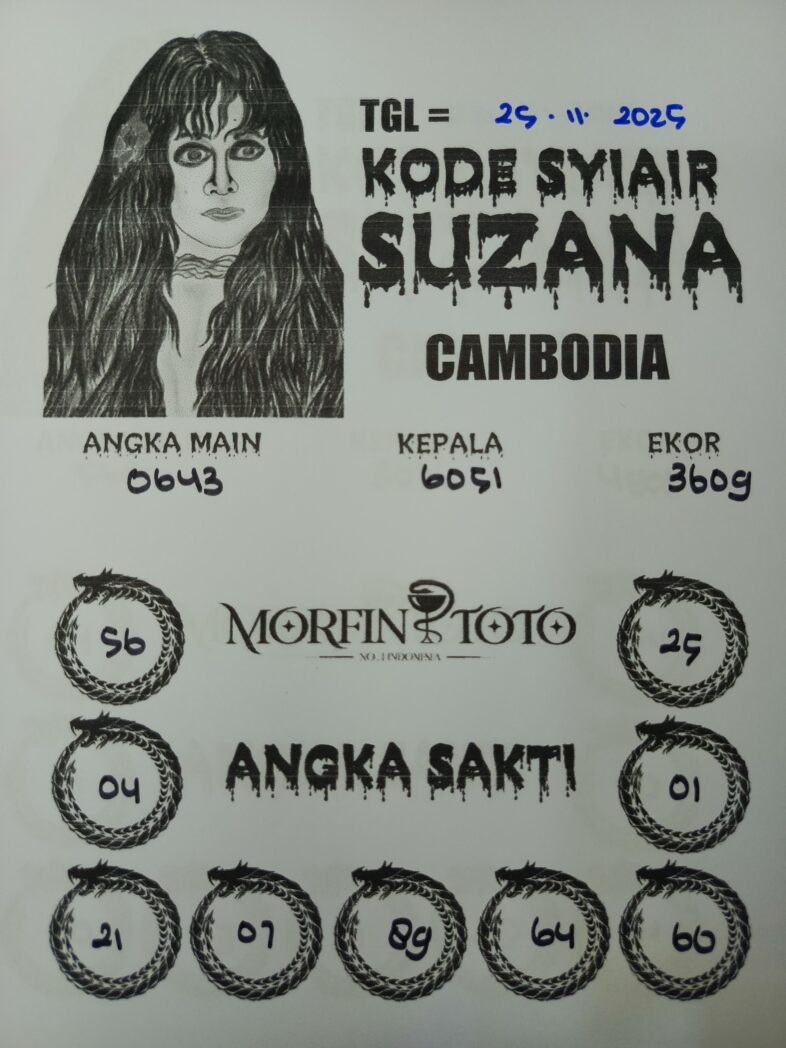 TGL = 25.11.2025
KODE SYIAIR
SUZANA
CAMBODIA
ANGKA MAIN KEPALA EKOR
0643 6051 3609
56 MORFIN TOTO 25
NO.1 INDONESIA
04 ANGKA SAKTI 01
21 07 89 64 60